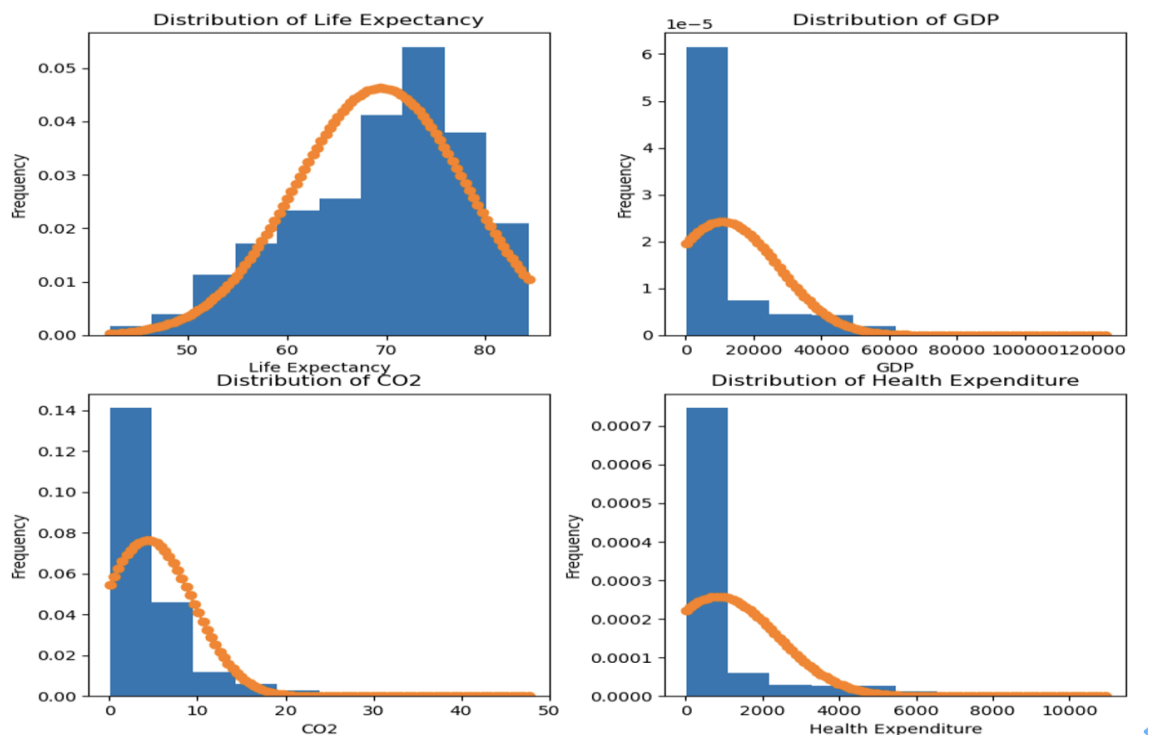 Distribution of Life Expectancy
Frequency
0.05
0.04
0.03
0.02
0.01
0.00
50 60 70 80
Life Expectancy
Distribution of GDP
1e−5
Frequency
6
5
4
3
2
1
0
0 20000 40000 60000 80000 100000 120000
GDP
Distribution of CO2
Frequency
0.14
0.12
0.10
0.08
0.06
0.04
0.02
0.00
0 10 20 30 40 50
CO2
Distribution of Health Expenditure
Frequency
0.0007
0.0006
0.0005
0.0004
0.0003
0.0002
0.0001
0.0000
0 2000 4000 6000 8000 10000
Health Expenditure